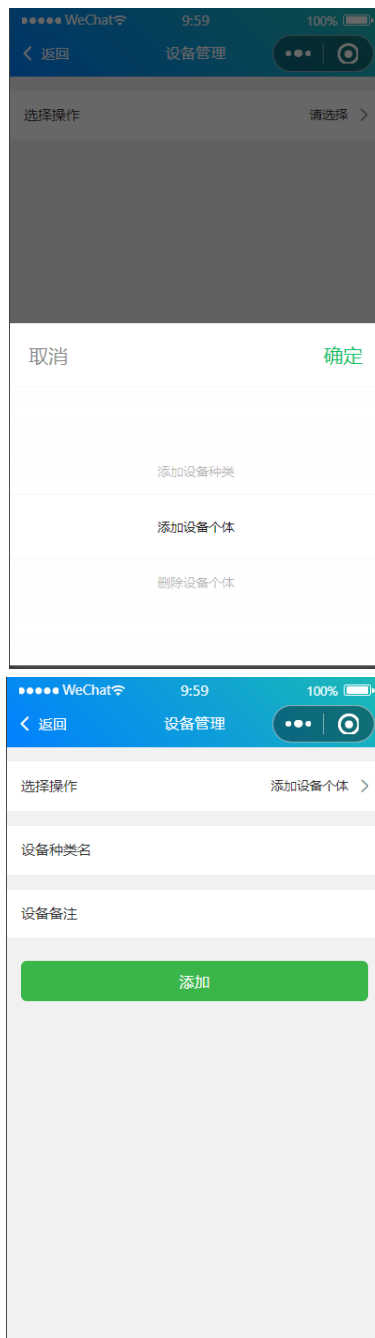 WeChat 9:59 100%
返回 设备管理
选择操作 请选择
取消 确定
添加设备种类
添加设备个体
删除设备个体
WeChat 9:59 100%
返回 设备管理
选择操作 添加设备个体
设备种类名
设备备注
添加